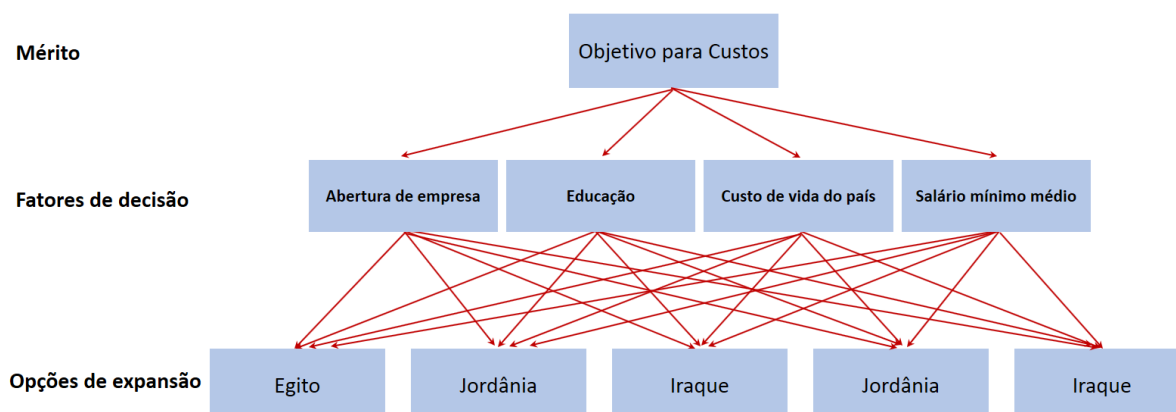 Mérito
Objetivo para Custos
Fatores de decisão
Abertura de empresa
Educação
Custo de vida do país
Salário mínimo médio
Opções de expansão
Egito
Jordânia
Iraque
Jordânia
Iraque